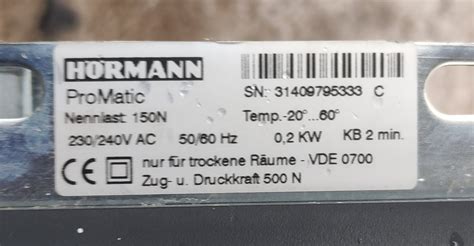 HÖRMANN
ProMatic SN: 31409795333 C
Nennlast: 150N Temp.-20°...60°
230/240V AC 50/60 Hz 0,2 KW KB 2 min.
CE nur für trockene Räume - VDE 0700
Zug- u. Druckkraft 500 N